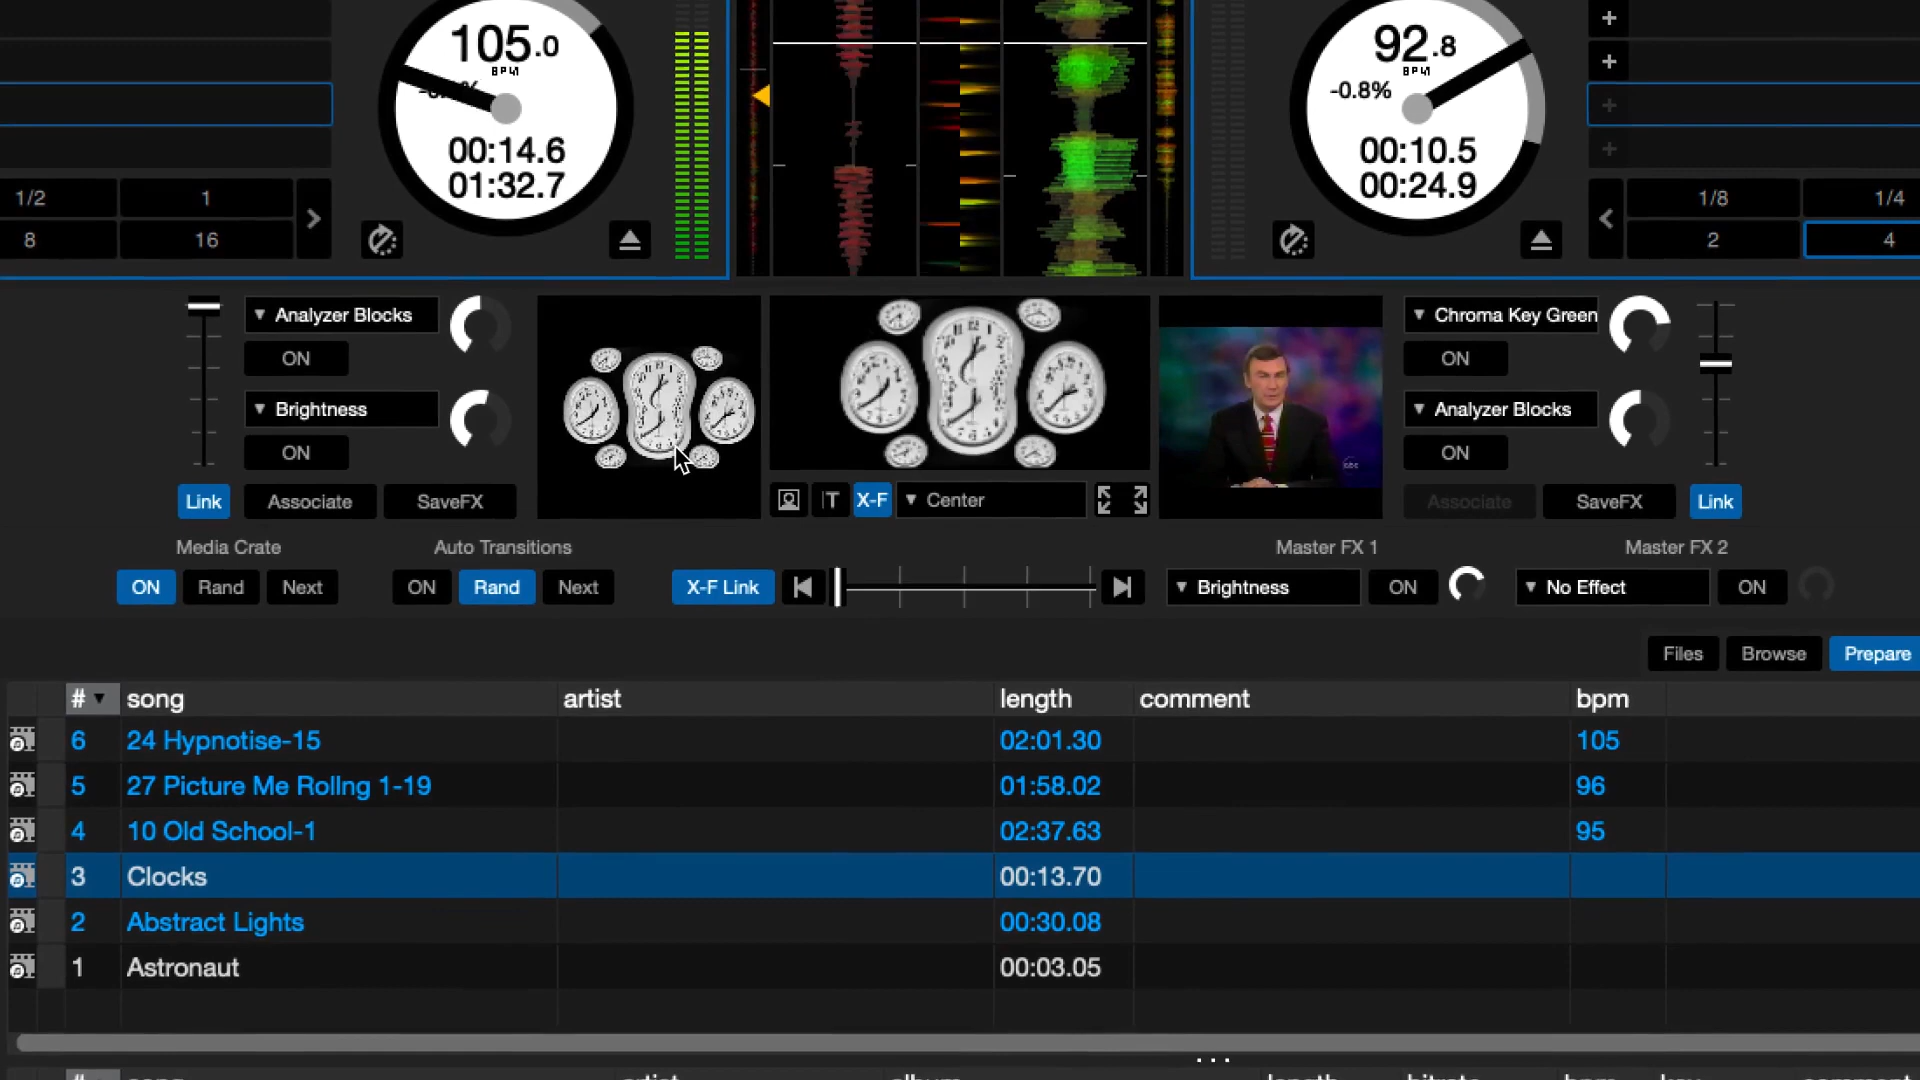 105.0
BPM
00:14.6
01:32.7
92.8
BPM
-0.8%
00:10.5
00:24.9
1/2 1
8 16
1/8 1/4
2 4
Analyzer Blocks
ON
Brightness
ON
Link Associate SaveFX
T X-F Center
abc
Chroma Key Green
ON
Analyzer Blocks
ON
Associate SaveFX Link
Media Crate Auto Transitions Master FX 1 Master FX 2
ON Rand Next ON Rand Next X-F Link Brightness ON No Effect ON
Files Browse Prepare
# song artist length comment bpm
6 24 Hypnotise-15 02:01.30 105
5 27 Picture Me Rollng 1-19 01:58.02 96
4 10 Old School-1 02:37.63 95
3 Clocks 00:13.70
2 Abstract Lights 00:30.08
1 Astronaut 00:03.05